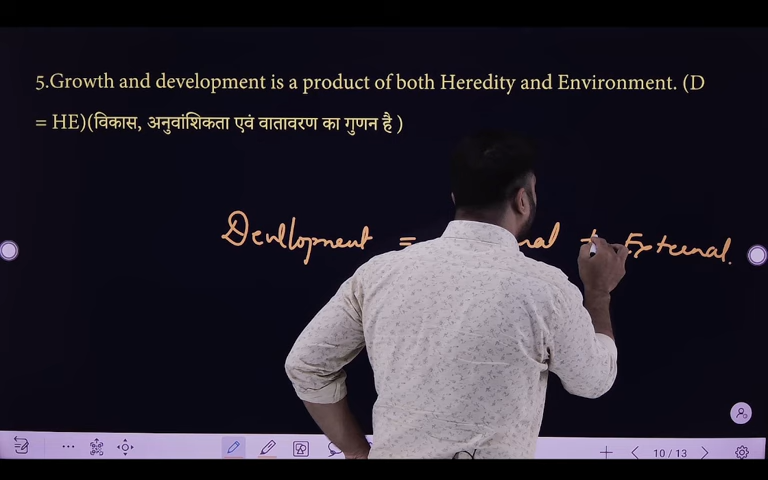 5.Growth and development is a product of both Heredity and Environment. (D
= HE)(विकास, अनुवांशिकता एवं वातावरण का गुणन है )
Development = nal + External.
10 / 13